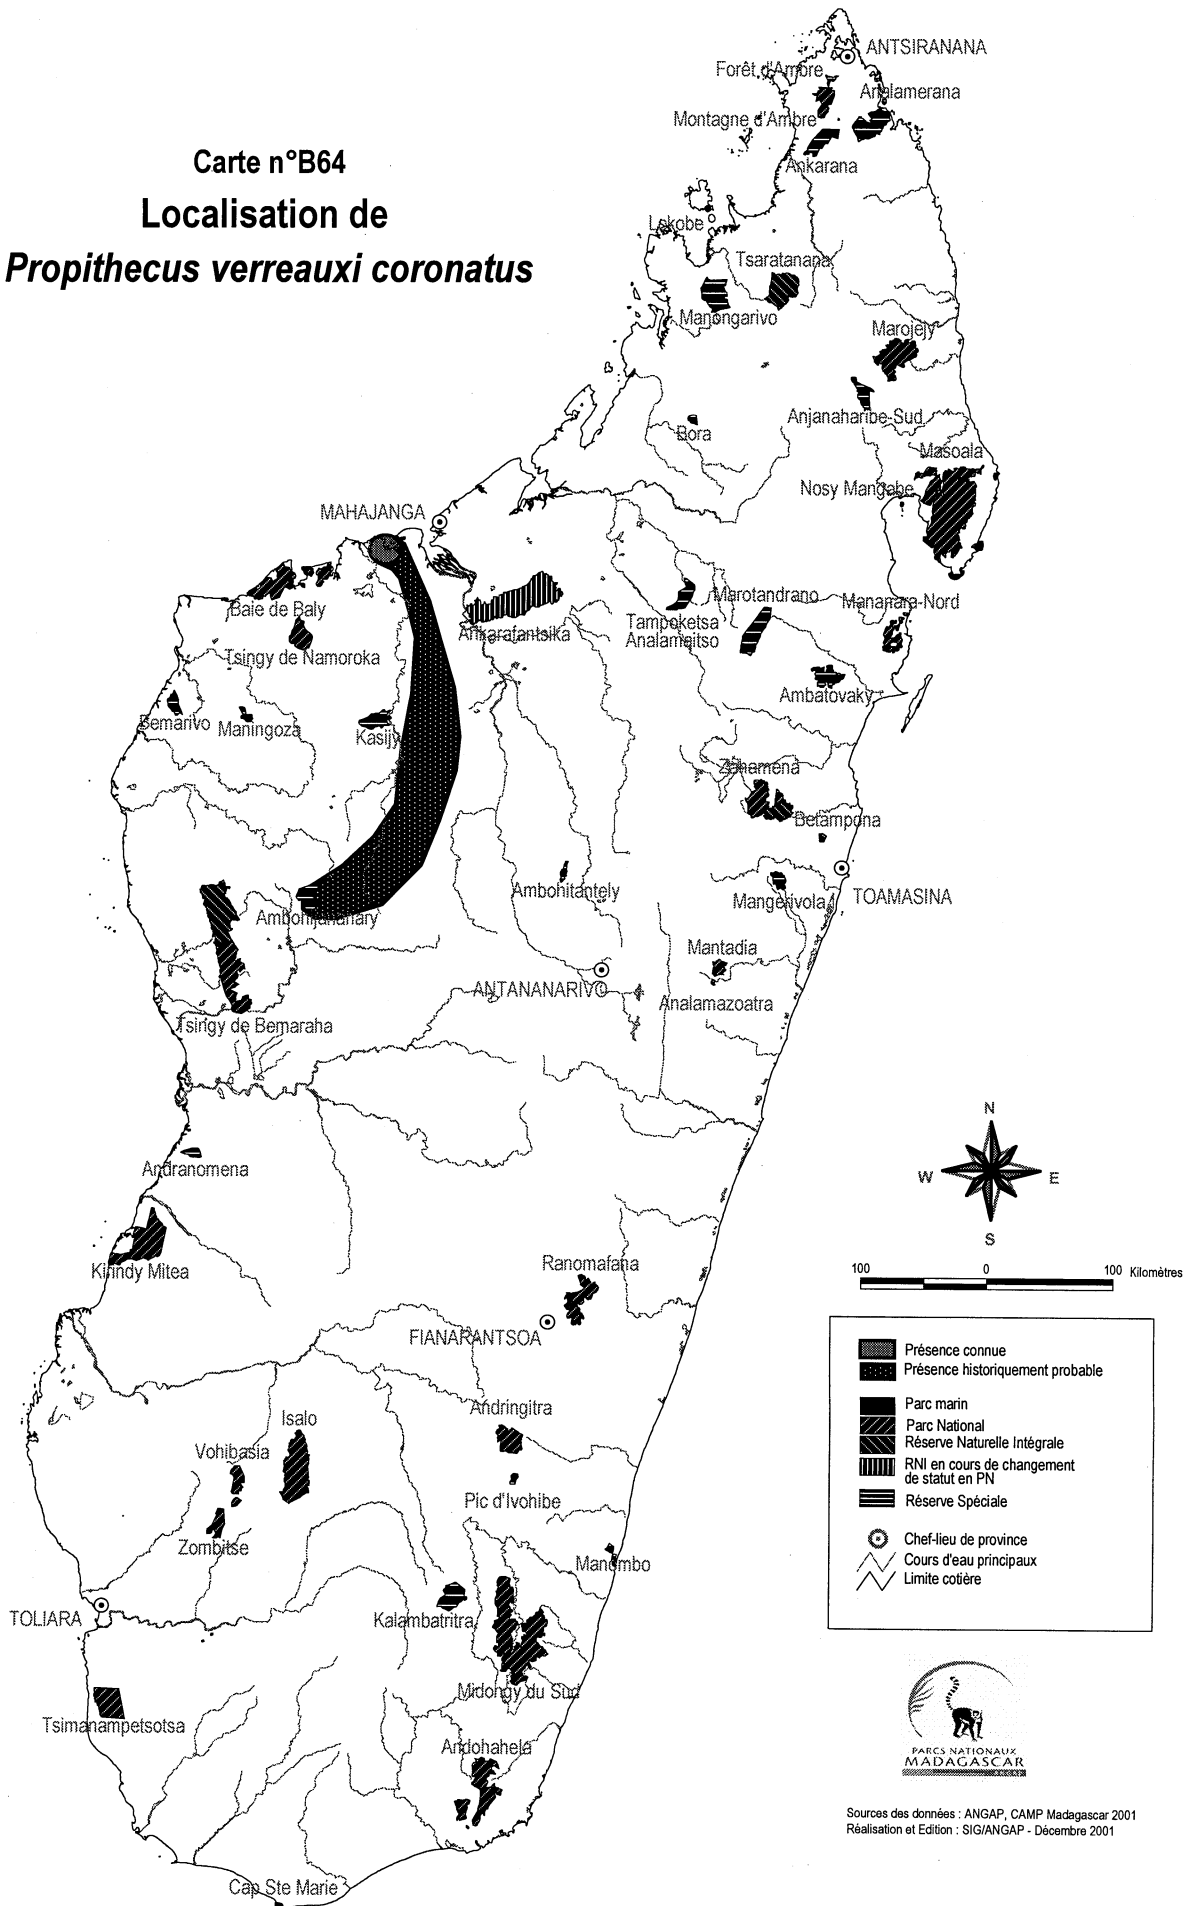 Carte n°B64
Localisation de
Propithecus verreauxi coronatus
ANTSIRANANA
Forêt d'Ambre
Analamerana
Montagne d'Ambre
Ankarana
Lokobe
Tsaratanana
Manongarivo
Marojejy
Anjanaharibe-Sud
Bora
Masoala
Nosy Mangabe
MAHAJANGA
Baie de Baly
Ankarafantsika
Marotandrano
Mananara-Nord
Tampoketsa
Analamaitso
Tsingy de Namoroka
Ambatovaky
Bemarivo
Maningoza
Kasijy
Zahamena
Betampona
Ambohitantely
TOAMASINA
Mangerivola
Ambohijanahary
Mantadia
ANTANANARIVO
Analamazoatra
Tsingy de Bemaraha
Andranomena
Kirindy Mitea
Ranomafana
FIANARANTSOA
Andringitra
Isalo
Vohibasia
Pic d'Ivohibe
Zombitse
Manombo
TOLIARA
Kalambatritra
Midongy du Sud
Tsimanampetsotsa
Andohahela
Cap Ste Marie
N
W E
S
100 0 100 Kilomètres
Présence connue
Présence historiquement probable
Parc marin
Parc National
Réserve Naturelle Intégrale
RNI en cours de changement
de statut en PN
Réserve Spéciale
Chef-lieu de province
Cours d'eau principaux
Limite cotière
PARCS NATIONAUX
MADAGASCAR
Sources des données : ANGAP, CAMP Madagascar 2001
Réalisation et Edition : SIG/ANGAP - Décembre 2001